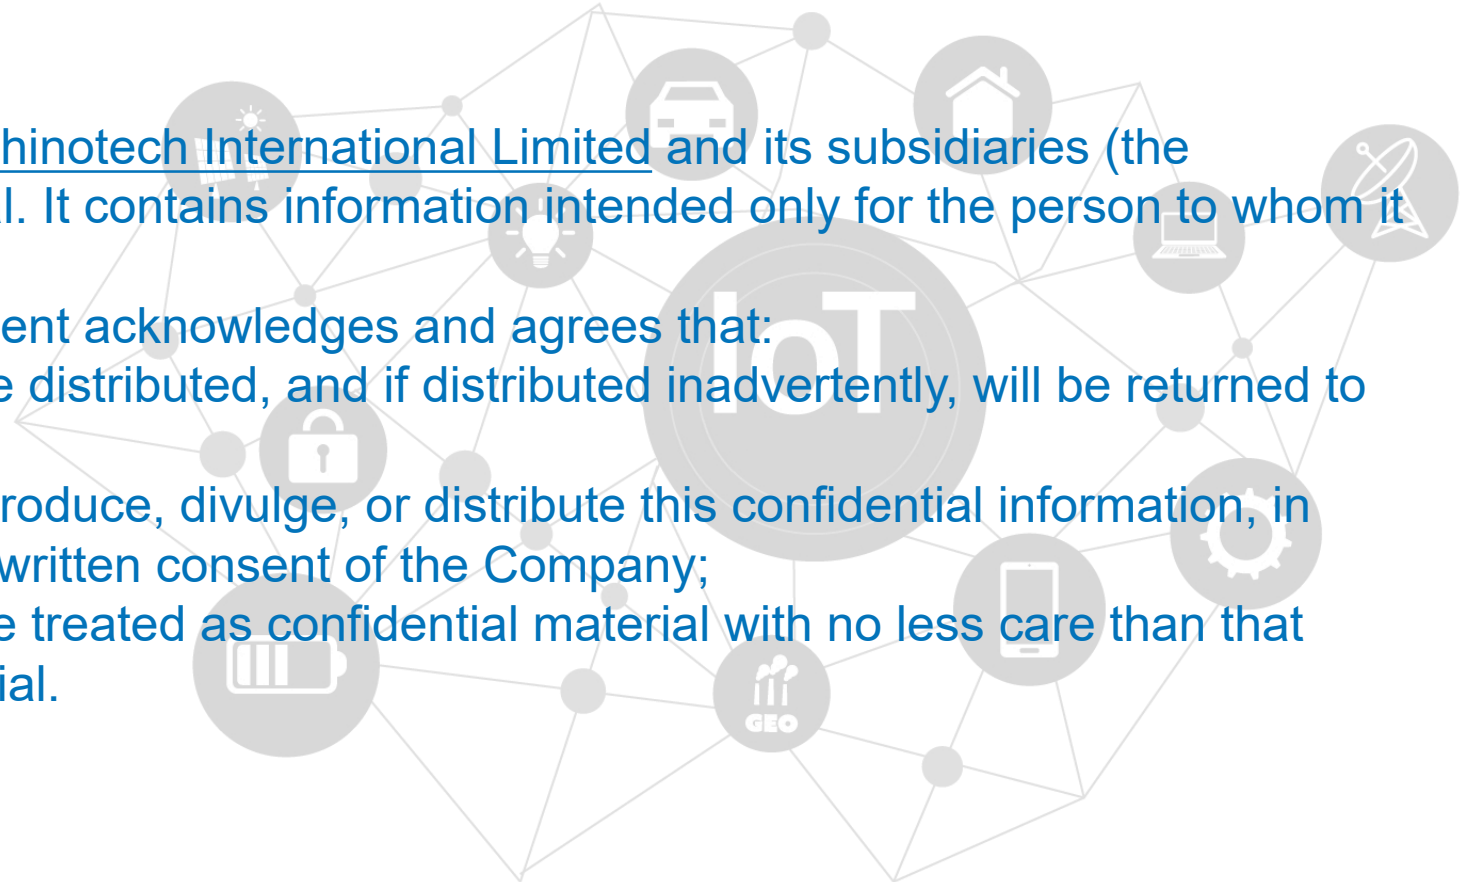 hinotech International Limited and its subsidiaries (the
l. It contains information intended only for the person to whom it
ent acknowledges and agrees that:
e distributed, and if distributed inadvertently, will be returned to
roduce, divulge, or distribute this confidential information, in
written consent of the Company;
e treated as confidential material with no less care than that
ial.
IoT
GEO